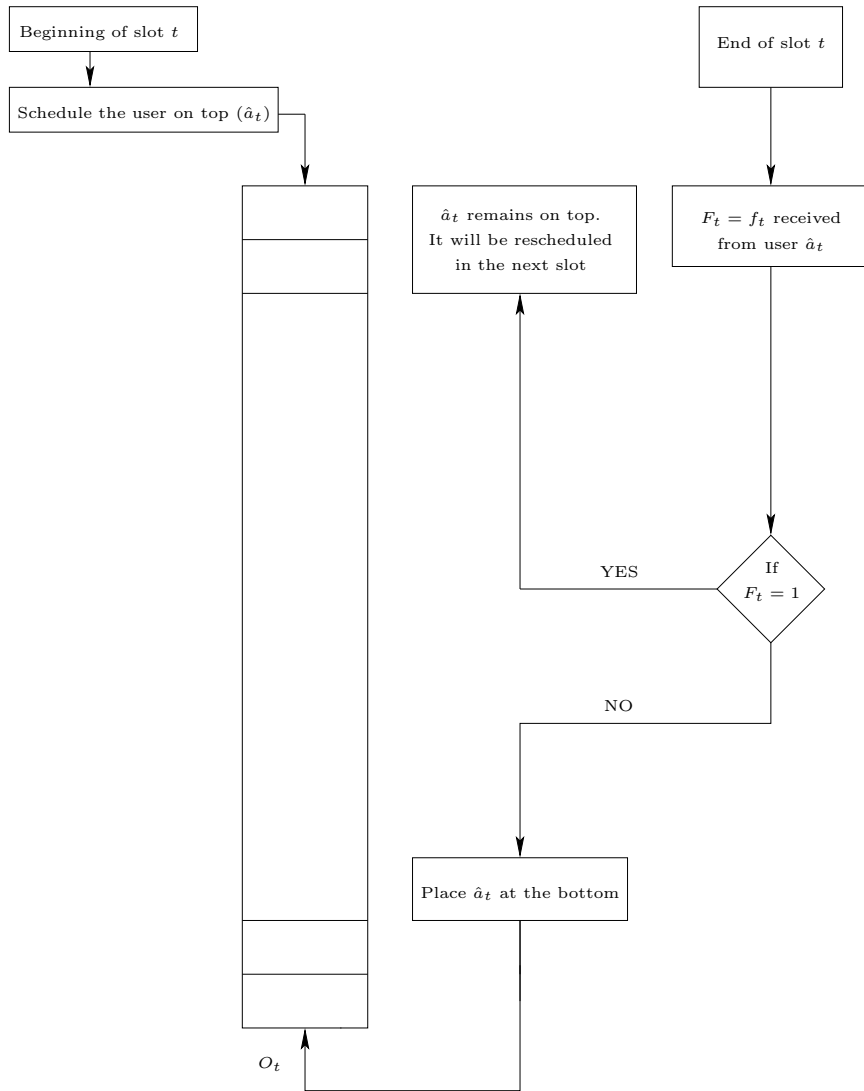 Beginning of slot t
End of slot t
Schedule the user on top (â_t)
â_t remains on top.
It will be rescheduled
in the next slot
F_t = f_t received
from user â_t
If
F_t = 1
YES
NO
Place â_t at the bottom
O_t